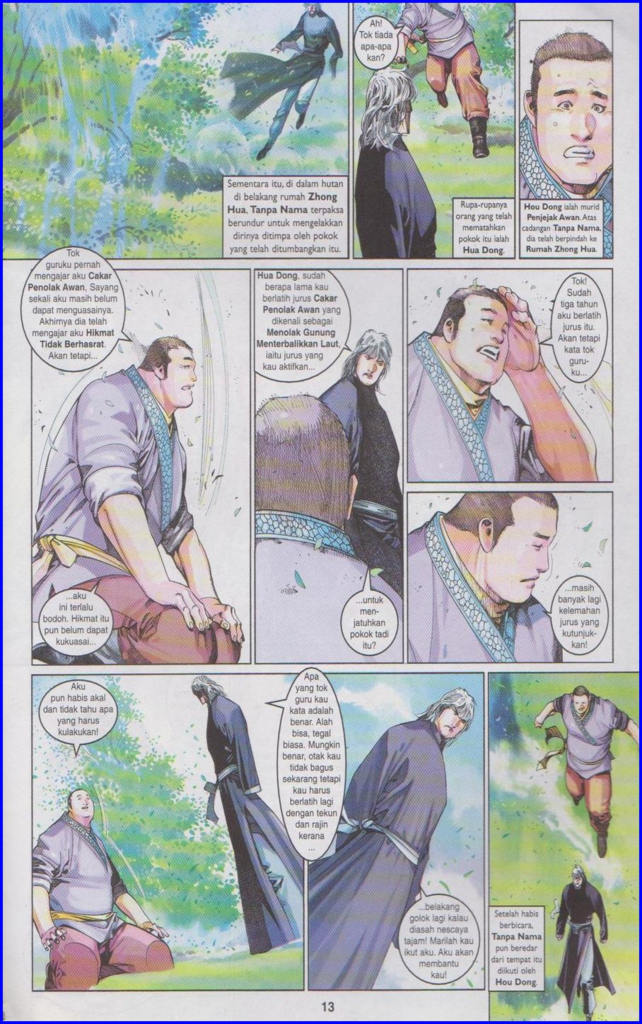 Sementara itu, di dalam hutan
di belakang rumah Zhong
Hua, Tanpa Nama terpaksa
berundur untuk mengelakkan
dirinya ditimpa oleh pokok
yang telah ditumbangkan itu.
Ah!
Tok tiada
apa-apa
kan?
Rupa-rupanya
orang yang telah
mematahkan
pokok itu ialah
Hua Dong.
Hou Dong ialah murid
Penjejak Awan. Atas
cadangan Tanpa Nama,
dia telah berpindah ke
Rumah Zhong Hua.
Tok
guruku pernah
mengajar aku Cakar
Penolak Awan, Sayang
sekali aku masih belum
dapat menguasainya.
Akhirnya dia telah
mengajar aku Hikmat
Tidak Berhasrat.
Akan tetapi...
...aku
ini terlalu
bodoh. Hikmat itu
pun belum dapat
kukuasai...
Hua Dong, sudah
berapa lama kau
berlatih jurus Cakar
Penolak Awan yang
dikenali sebagai
Menolak Gunung
Menterbalikkan Laut,
iaitu jurus yang
kau aktifkan...
...untuk
men-
jatuhkan
pokok tadi
itu?
Tok!
Sudah
tiga tahun
aku berlatih
jurus itu.
Akan tetapi
kata tok
guru-
ku...
...masih
banyak lagi
kelemahan
jurus yang
kutunjuk-
kan!
Aku
pun habis akal
dan tidak tahu apa
yang harus
kulakukan!
Apa
yang tok
guru kau
kata adalah
benar. Alah
bisa, tegal
biasa. Mungkin
benar, otak kau
tidak bagus
sekarang tetapi
kau harus
berlatih lagi
dengan tekun
dan rajin
kerana
...
...belakang
golok lagi kalau
diasah nescaya
tajam! Marilah kau
ikut aku. Aku akan
membantu
kau!
Setelah habis
berbicara,
Tanpa Nama
pun beredar
dari tempat itu
diikuti oleh
Hou Dong.
13